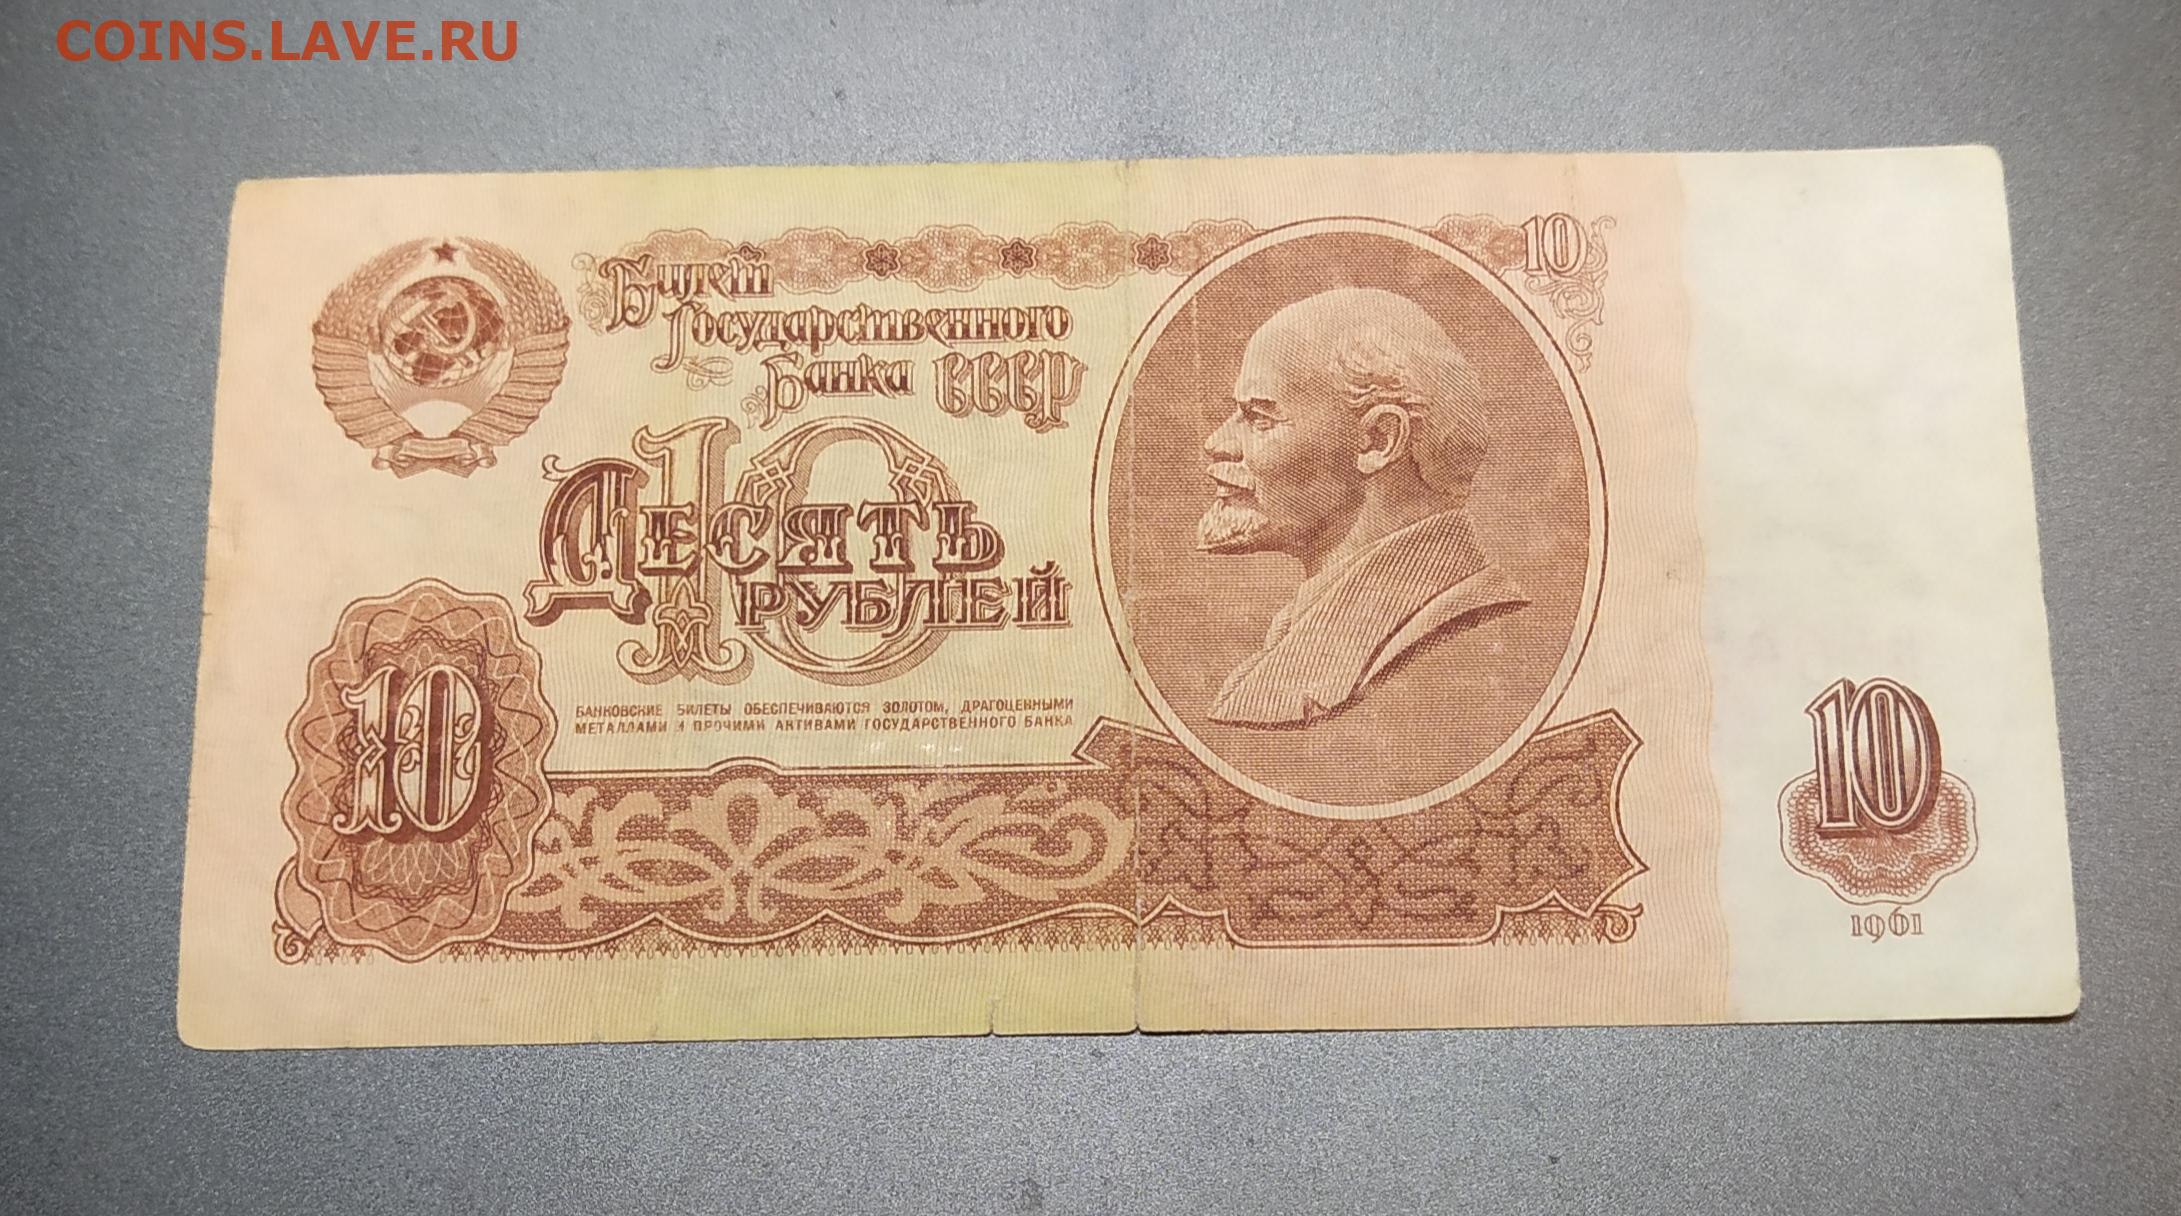 COINS.LAVE.RU
10
Билет
Государственного
Банка СССР
10
Десять
рублей
БАНКОВСКИЕ БИЛЕТЫ ОБЕСПЕЧИВАЮТСЯ ЗОЛОТОМ, ДРАГОЦЕННЫМИ
МЕТАЛЛАМИ И ПРОЧИМИ АКТИВАМИ ГОСУДАРСТВЕННОГО БАНКА
10
10
1961